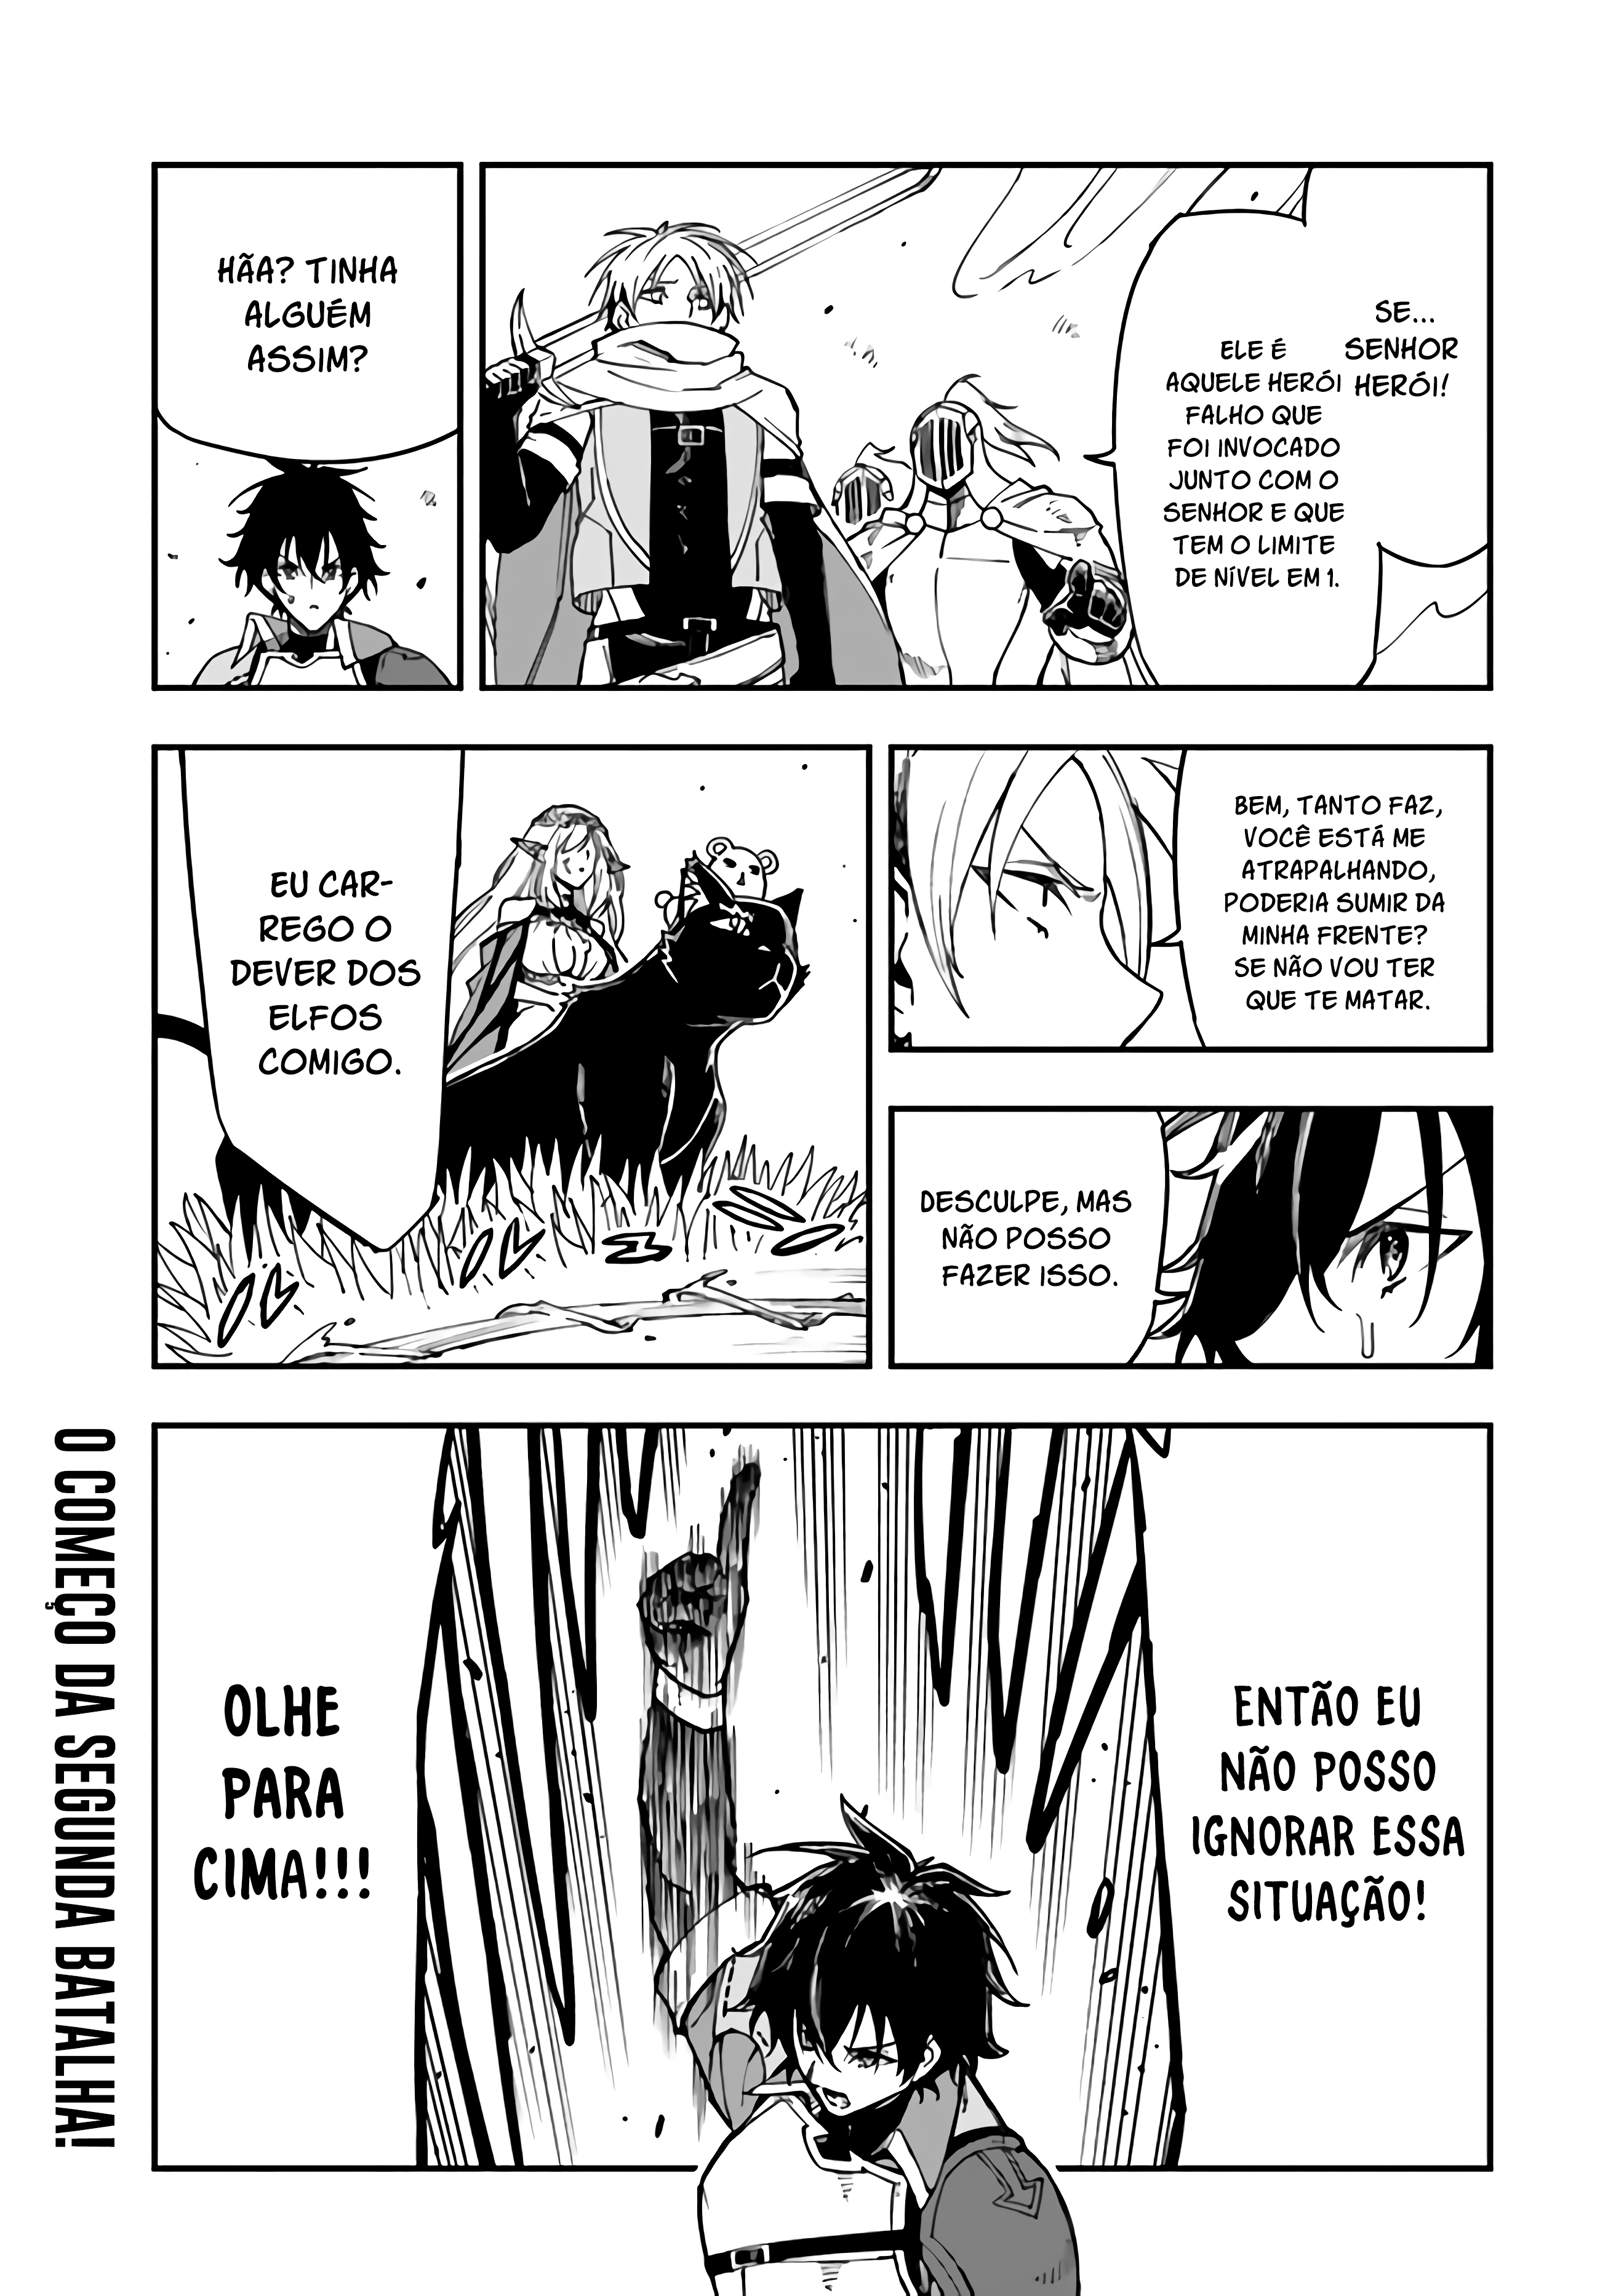 SE...
SENHOR
HERÓI!
ELE É
AQUELE HERÓI
FALHO QUE
FOI INVOCADO
JUNTO COM O
SENHOR E QUE
TEM O LIMITE
DE NÍVEL EM 1.
HÃA? TINHA
ALGUÉM
ASSIM?
BEM, TANTO FAZ,
VOCÊ ESTÁ ME
ATRAPALHANDO,
PODERIA SUMIR DA
MINHA FRENTE?
SE NÃO VOU TER
QUE TE MATAR.
DESCULPE, MAS
NÃO POSSO
FAZER ISSO.
EU CAR-
REGO O
DEVER DOS
ELFOS
COMIGO.
ENTÃO EU
NÃO POSSO
IGNORAR ESSA
SITUAÇÃO!
OLHE
PARA
CIMA!!!
O COMEÇO DA SEGUNDA BATALHA!